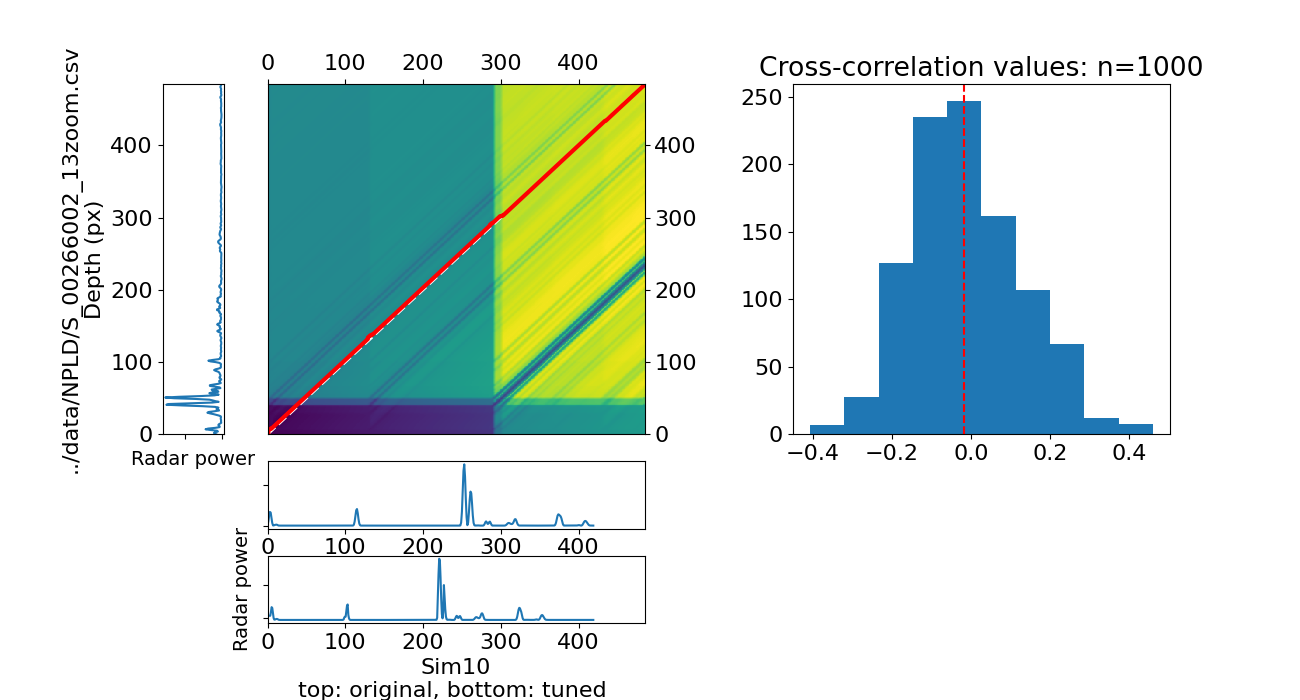 ../data/NPLD/S_00266002_13zoom.csv
Depth (px)
0 100 200 300 400
400
300
200
100
0
400
300
200
100
0
Radar power
0 100 200 300 400
Radar power
0 100 200 300 400
Sim10
top: original, bottom: tuned
Cross-correlation values: n=1000
250
200
150
100
50
0
−0.4 −0.2 0.0 0.2 0.4